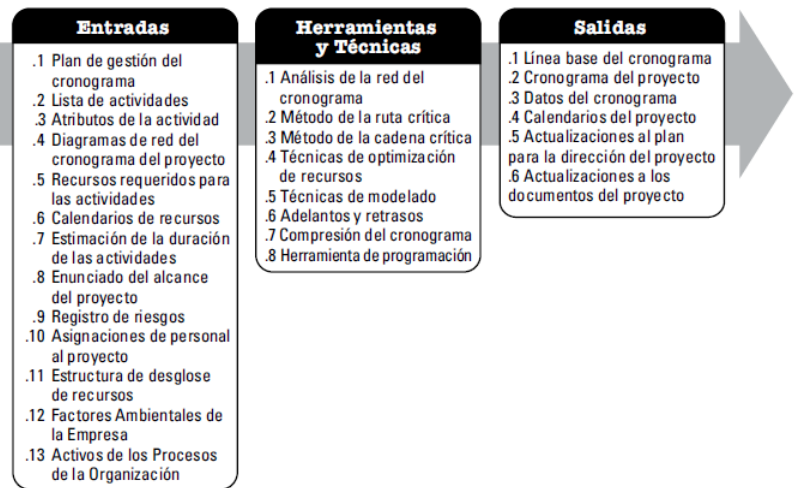 Entradas
.1 Plan de gestión del
cronograma
.2 Lista de actividades
.3 Atributos de la actividad
.4 Diagramas de red del
cronograma del proyecto
.5 Recursos requeridos para
las actividades
.6 Calendarios de recursos
.7 Estimación de la duración
de las actividades
.8 Enunciado del alcance
del proyecto
.9 Registro de riesgos
.10 Asignaciones de personal
al proyecto
.11 Estructura de desglose
de recursos
.12 Factores Ambientales de
la Empresa
.13 Activos de los Procesos
de la Organización
Herramientas
y Técnicas
.1 Análisis de la red del
cronograma
.2 Método de la ruta crítica
.3 Método de la cadena crítica
.4 Técnicas de optimización
de recursos
.5 Técnicas de modelado
.6 Adelantos y retrasos
.7 Compresión del cronograma
.8 Herramienta de programación
Salidas
.1 Línea base del cronograma
.2 Cronograma del proyecto
.3 Datos del cronograma
.4 Calendarios del proyecto
.5 Actualizaciones al plan
para la dirección del proyecto
.6 Actualizaciones a los
documentos del proyecto